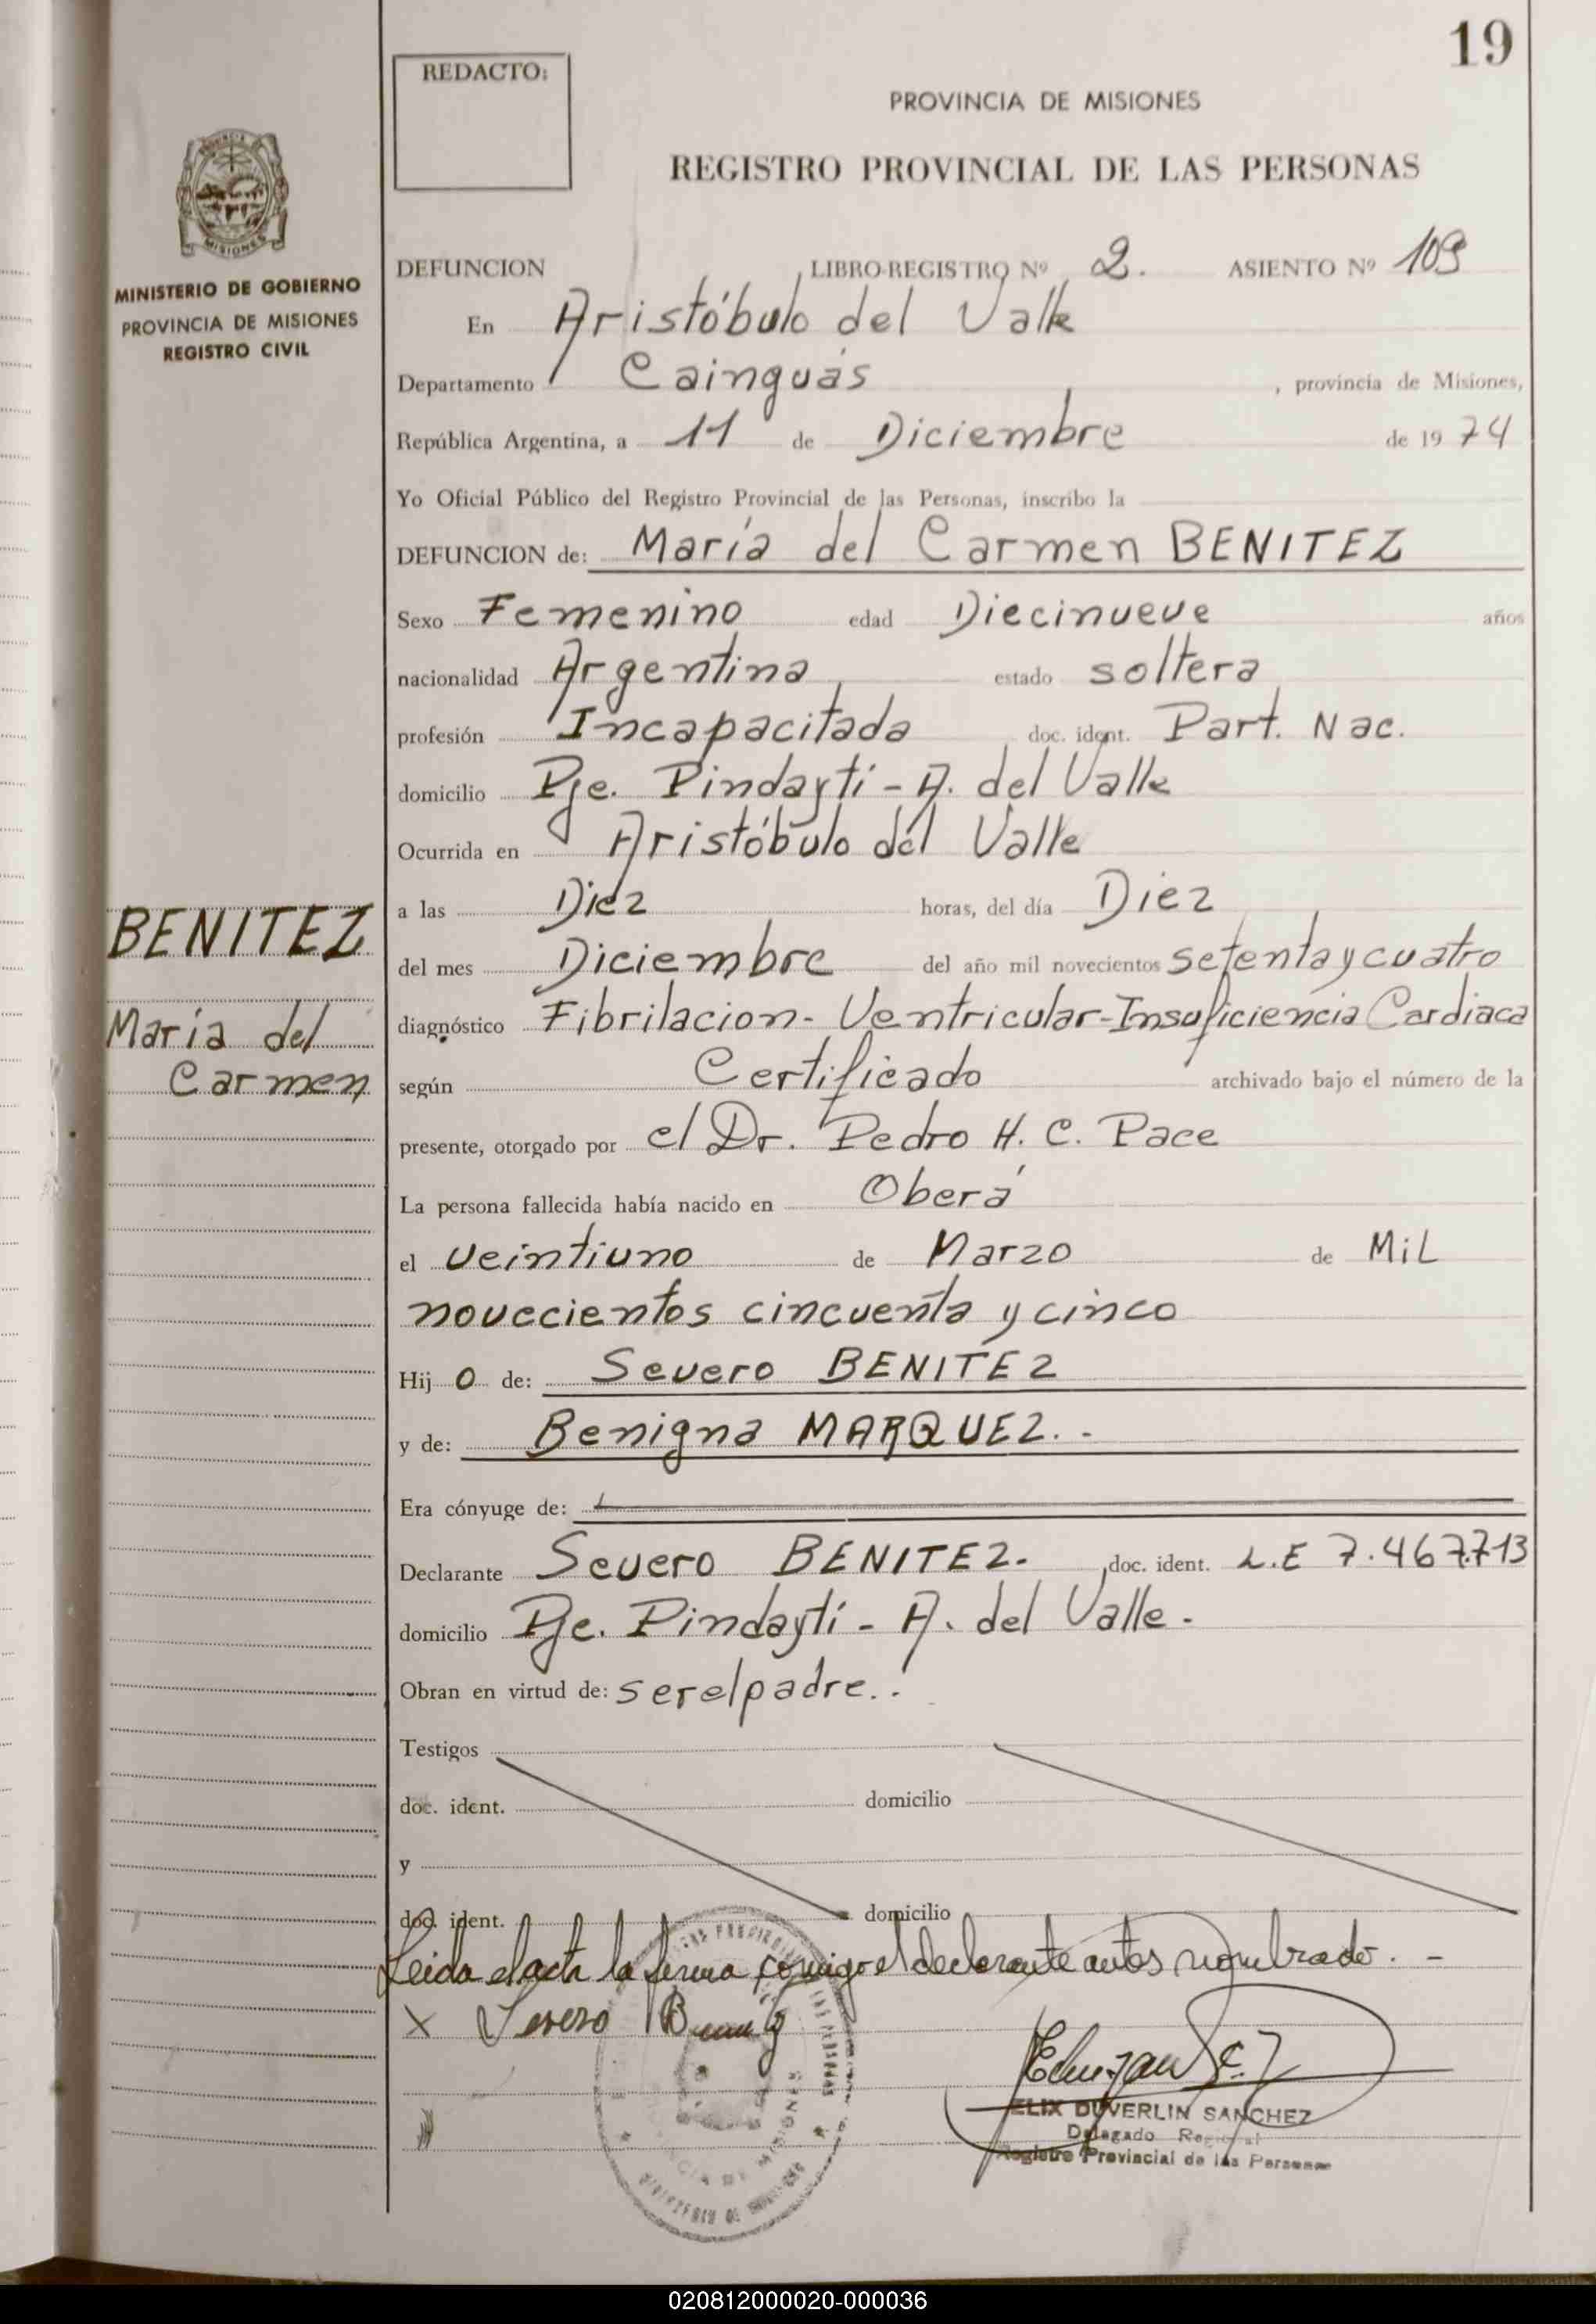 19
REDACTO:
PROVINCIA DE MISIONES
REGISTRO PROVINCIAL DE LAS PERSONAS
MISIONES
MINISTERIO DE GOBIERNO
PROVINCIA DE MISIONES
REGISTRO CIVIL
DEFUNCION LIBRO-REGISTRO Nº 2. ASIENTO Nº 109
En Aristóbulo del Valle
Departamento Cainguás , provincia de Misiones,
República Argentina, a 11 de Diciembre de 19 74
Yo Oficial Público del Registro Provincial de las Personas, inscribo la
DEFUNCION de: María del Carmen BENITEZ
Sexo Femenino edad Diecinueve años
nacionalidad Argentina estado soltera
profesión Incapacitada doc. ident. Part. Nac.
domicilio Pje. Pindaytí - A. del Valle
Ocurrida en Aristóbulo del Valle
a las Diez horas, del día Diez
del mes Diciembre del año mil novecientos setenta y cuatro
diagnóstico Fibrilacion - Ventricular - Insuficiencia Cardiaca
según Certificado archivado bajo el número de la
presente, otorgado por el Dr. Pedro H. C. Pace
La persona fallecida había nacido en Oberá
el veintiuno de Marzo de MiL
novecientos cincuenta y cinco
Hij o de: Severo BENITEZ
y de: Benigna MARQUEZ. -
Era cónyuge de:
Declarante Severo BENITEZ. doc. ident. L.E 7.467.713
domicilio Pje. Pindaytí - A. del Valle -
Obran en virtud de: ser el padre..
Testigos
doc. ident. domicilio
y
doc. ident. domicilio
Leida el acta la firma conmigo el declarante antes nombrado. -
X Severo
BENITEZ
María del
Carmen
ELIX DUVERLIN SANCHEZ
Delegado Regional
Registro Provincial de las Personas
020812000020-000036